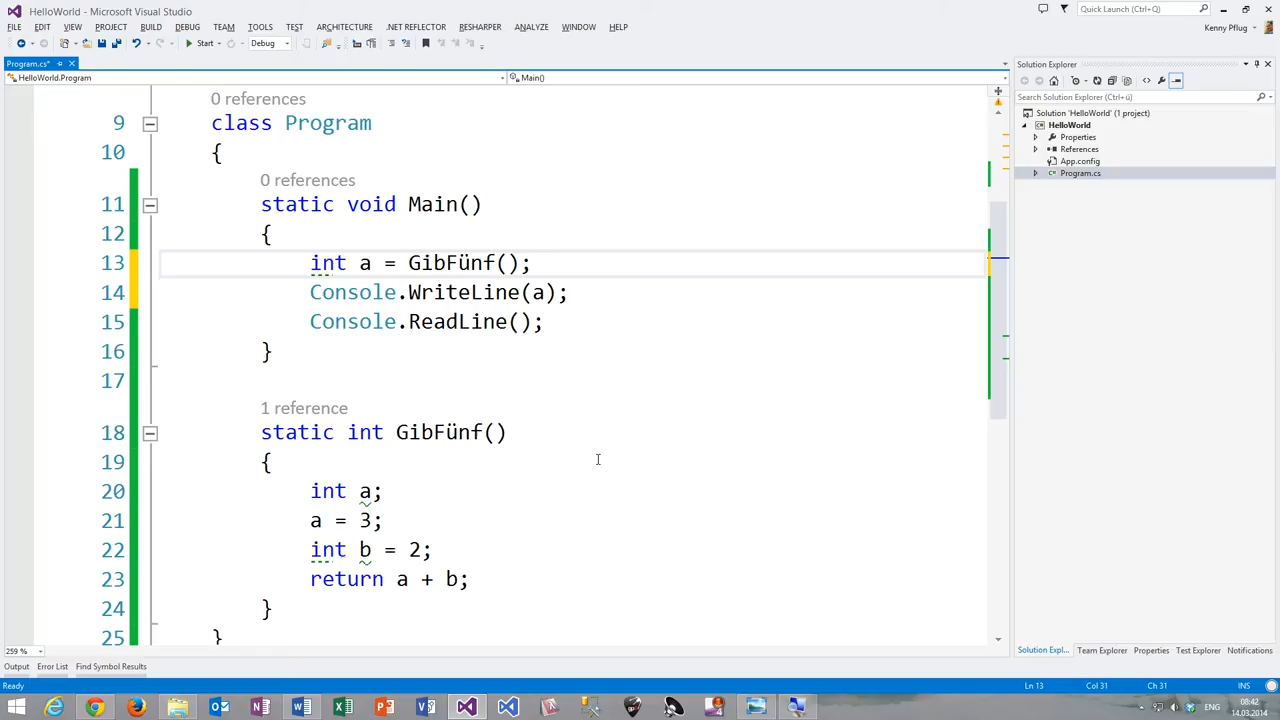 HelloWorld - Microsoft Visual Studio
Quick Launch (Ctrl+Q)
FILE EDIT VIEW PROJECT BUILD DEBUG TEAM TOOLS TEST ARCHITECTURE .NET REFLECTOR RESHARPER ANALYZE WINDOW HELP
Kenny Pflug
Start Debug
Program.cs*
HelloWorld.Program
Main()
0 references
9 class Program
10 {
0 references
11 static void Main()
12 {
13 int a = GibFünf();
14 Console.WriteLine(a);
15 Console.ReadLine();
16 }
17
1 reference
18 static int GibFünf()
19 {
20 int a;
21 a = 3;
22 int b = 2;
23 return a + b;
24 }
25 }
259 %
Solution Explorer
Search Solution Explorer (Ctrl+ü)
Solution 'HelloWorld' (1 project)
HelloWorld
Properties
References
App.config
Program.cs
Solution Expl... Team Explorer Properties Test Explorer Notifications
Output Error List Find Symbol Results
Ready
Ln 13 Col 31 Ch 31 INS
ENG
08:42
14.03.2014